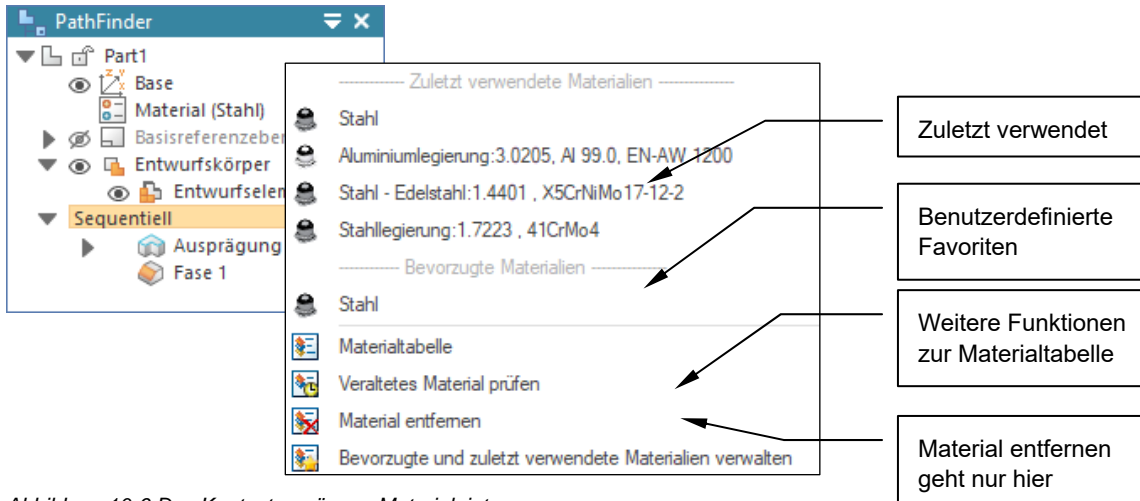 PathFinder
Part1
Base
Material (Stahl)
Basisreferenzeber
Entwurfskörper
Entwurfselem
Sequentiell
Ausprägung
Fase 1
Zuletzt verwendete Materialien
Stahl
Aluminiumlegierung:3.0205, Al 99.0, EN-AW 1200
Stahl - Edelstahl:1.4401 , X5CrNiMo17-12-2
Stahllegierung:1.7223 , 41CrMo4
Bevorzugte Materialien
Stahl
Materialtabelle
Veraltetes Material prüfen
Material entfernen
Bevorzugte und zuletzt verwendete Materialien verwalten
Zuletzt verwendet
Benutzerdefinierte
Favoriten
Weitere Funktionen
zur Materialtabelle
Material entfernen
geht nur hier